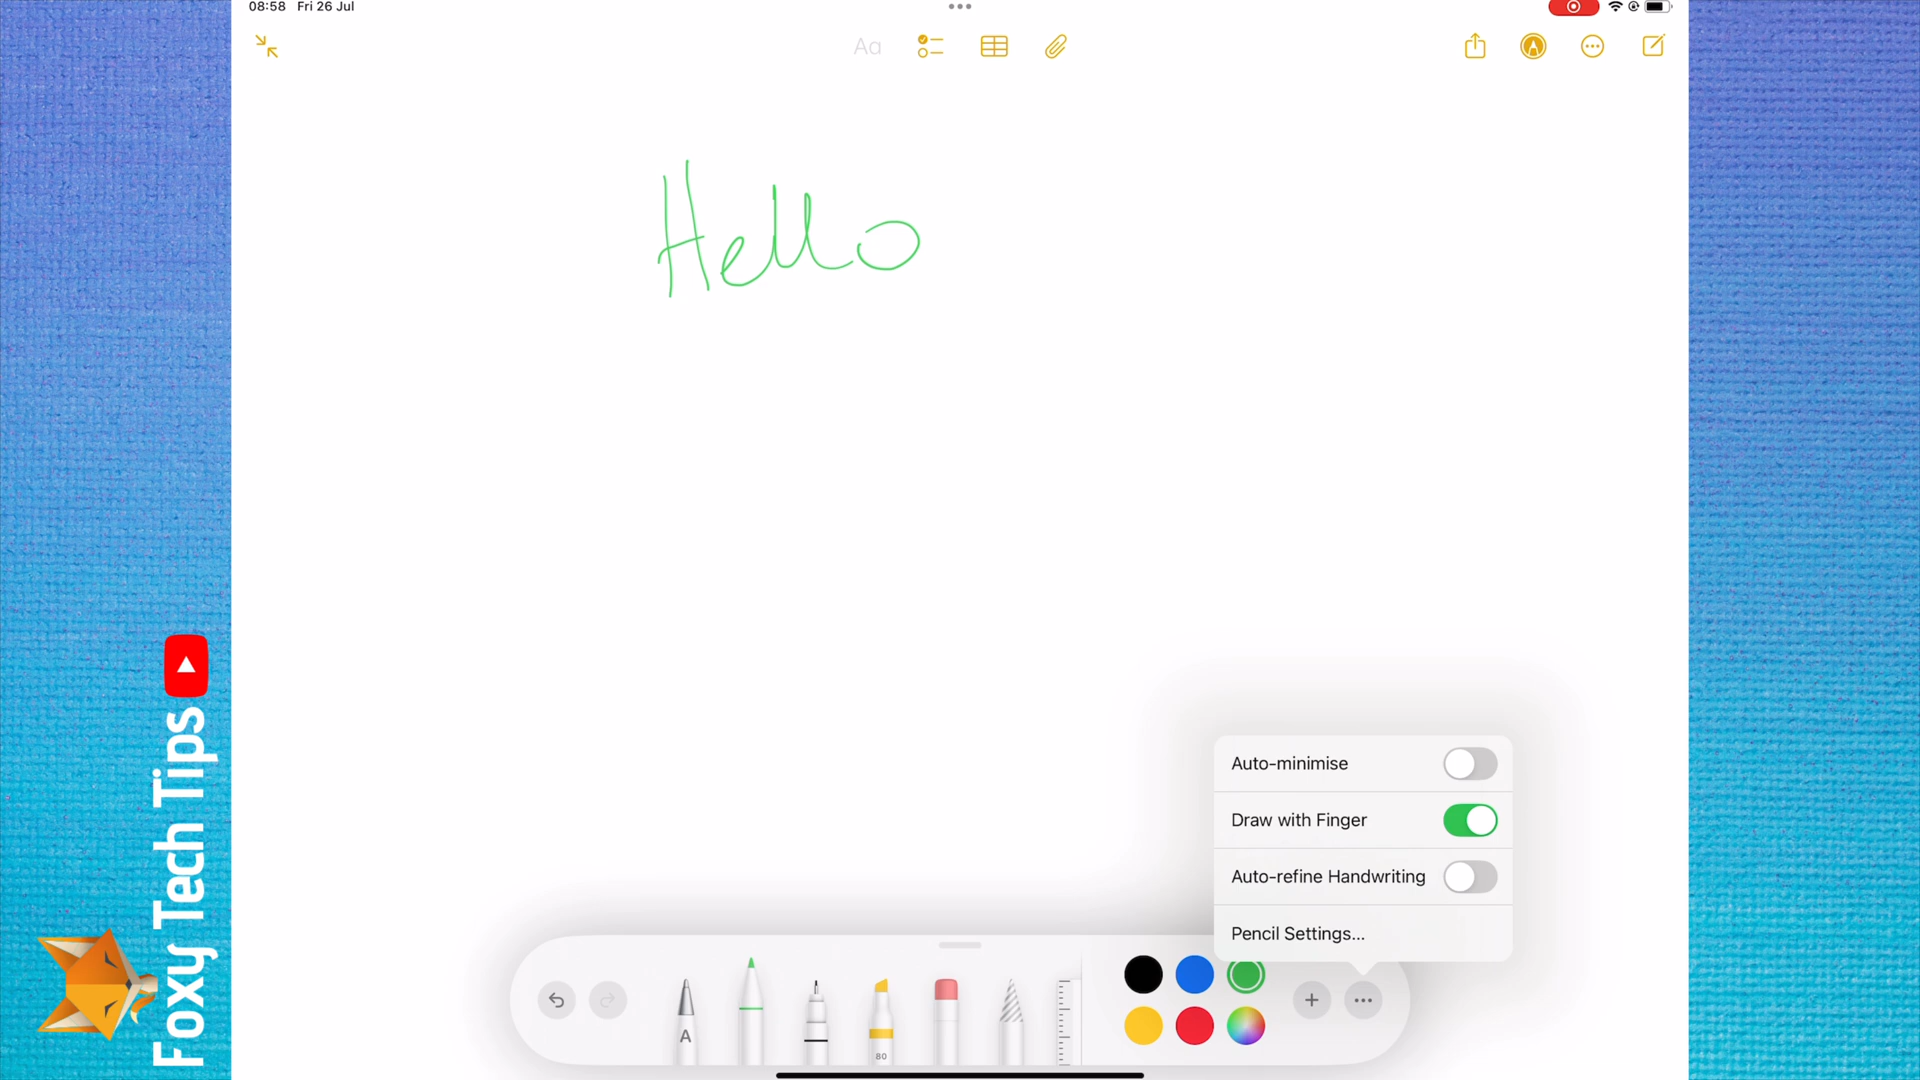 08:58 Fri 26 Jul
Aa
Hello
Auto-minimise
Draw with Finger
Auto-refine Handwriting
Pencil Settings...
A
80
Foxy Tech Tips